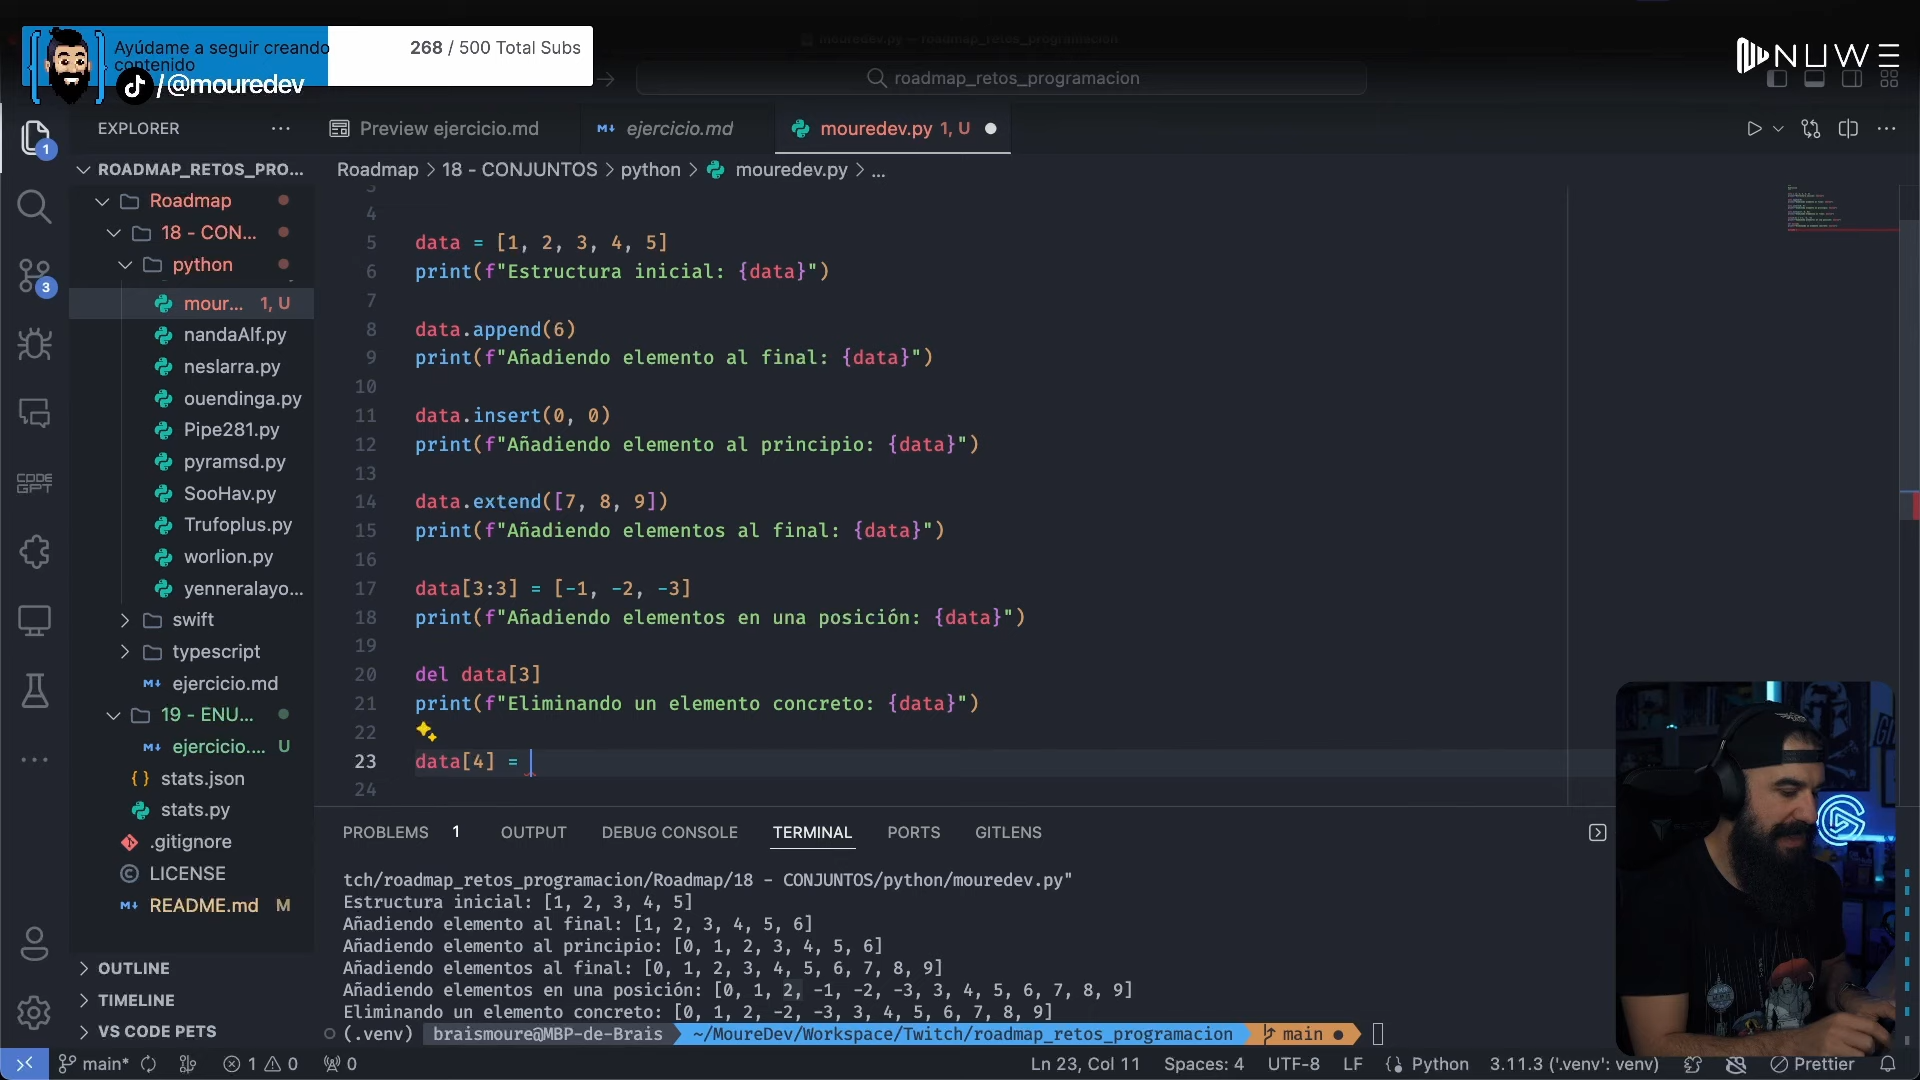 Ayúdame a seguir creando
contenido
/@mouredev
268 / 500 Total Subs
mouredev.py — roadmap_retos_programacion
NUWE
roadmap_retos_programacion
EXPLORER
Preview ejercicio.md
ejercicio.md
mouredev.py 1, U
ROADMAP_RETOS_PRO...
Roadmap > 18 - CONJUNTOS > python > mouredev.py > ...
Roadmap
18 - CON...
python
mour... 1, U
nandaAlf.py
neslarra.py
ouendinga.py
Pipe281.py
pyramsd.py
SooHav.py
Trufoplus.py
worlion.py
yenneralayo...
swift
typescript
ejercicio.md
19 - ENU...
ejercicio.... U
stats.json
stats.py
.gitignore
LICENSE
README.md M
OUTLINE
TIMELINE
VS CODE PETS
1
3
CODE
GPT
3
4
5 data = [1, 2, 3, 4, 5]
6 print(f"Estructura inicial: {data}")
7
8 data.append(6)
9 print(f"Añadiendo elemento al final: {data}")
10
11 data.insert(0, 0)
12 print(f"Añadiendo elemento al principio: {data}")
13
14 data.extend([7, 8, 9])
15 print(f"Añadiendo elementos al final: {data}")
16
17 data[3:3] = [-1, -2, -3]
18 print(f"Añadiendo elementos en una posición: {data}")
19
20 del data[3]
21 print(f"Eliminando un elemento concreto: {data}")
22
23 data[4] =
24
PROBLEMS 1 OUTPUT DEBUG CONSOLE TERMINAL PORTS GITLENS
tch/roadmap_retos_programacion/Roadmap/18 - CONJUNTOS/python/mouredev.py"
Estructura inicial: [1, 2, 3, 4, 5]
Añadiendo elemento al final: [1, 2, 3, 4, 5, 6]
Añadiendo elemento al principio: [0, 1, 2, 3, 4, 5, 6]
Añadiendo elementos al final: [0, 1, 2, 3, 4, 5, 6, 7, 8, 9]
Añadiendo elementos en una posición: [0, 1, 2, -1, -2, -3, 3, 4, 5, 6, 7, 8, 9]
Eliminando un elemento concreto: [0, 1, 2, -2, -3, 3, 4, 5, 6, 7, 8, 9]
(.venv) braismoure@MBP-de-Brais ~/MoureDev/Workspace/Twitch/roadmap_retos_programacion main ●
main* 1 0 0 Ln 23, Col 11 Spaces: 4 UTF-8 LF Python 3.11.3 ('.venv': venv) Prettier